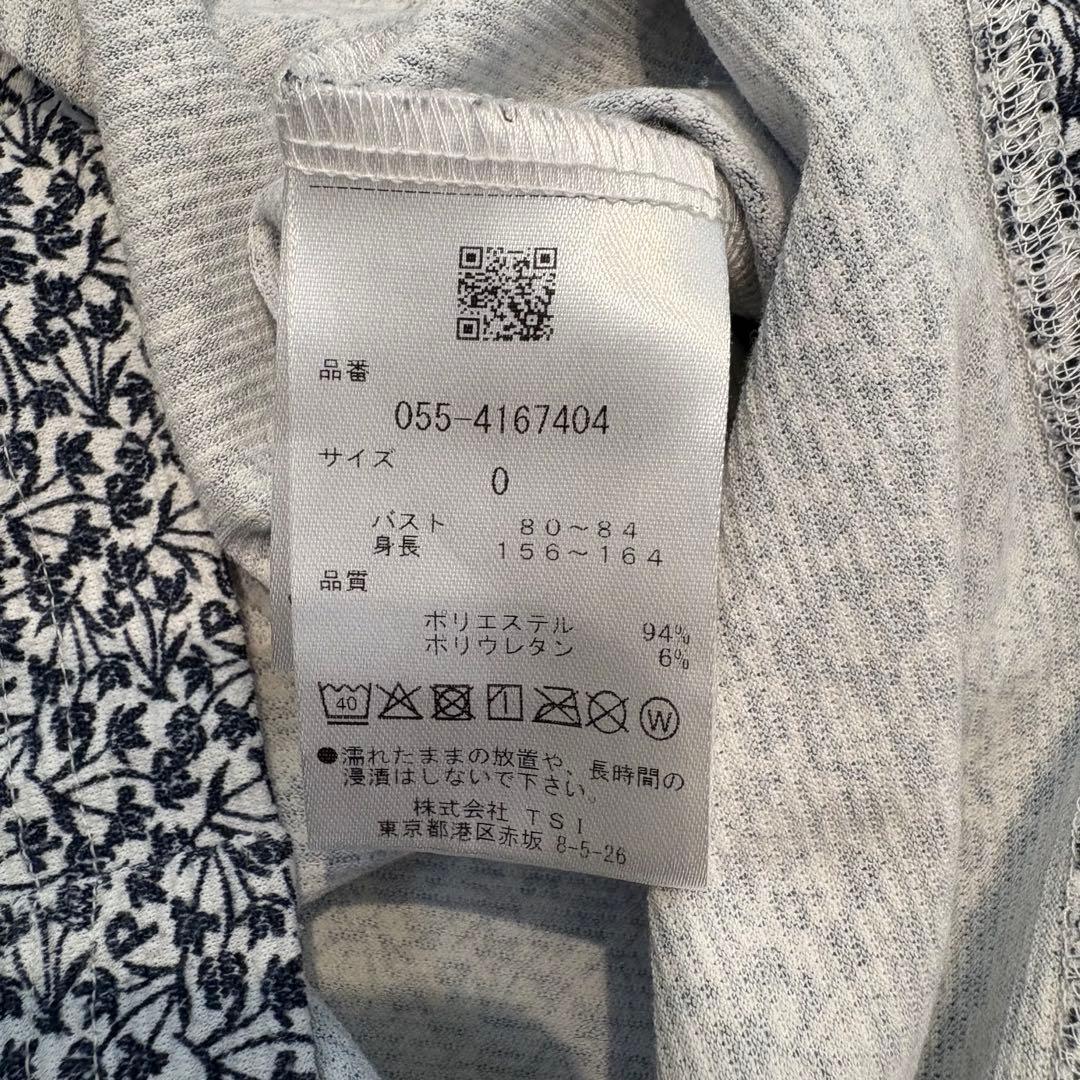 品番
055-4167404
サイズ
0
バスト 80～84
身長 156～164
品質
ポリエステル 94%
ポリウレタン 6%
40 W
●濡れたままの放置や、長時間の
浸漬はしないで下さい。
株式会社 TSI
東京都港区赤坂 8-5-26